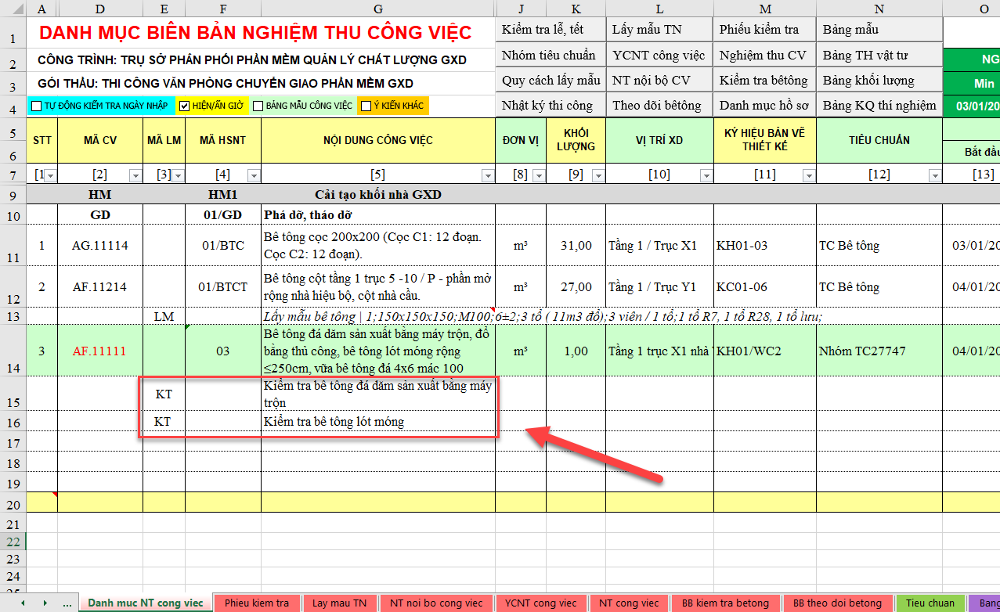 A D E F G J K L M N O
1 DANH MỤC BIÊN BẢN NGHIỆM THU CÔNG VIỆC Kiểm tra lễ, tết Lấy mẫu TN Phiếu kiểm tra Bảng mẫu
2 CÔNG TRÌNH: TRỤ SỞ PHÂN PHỐI PHẦN MỀM QUẢN LÝ CHẤT LƯỢNG GXD Nhóm tiêu chuẩn YCNT công việc Nghiệm thu CV Bảng TH vật tư NG
3 GÓI THẦU: THI CÔNG VĂN PHÒNG CHUYỂN GIAO PHẦN MỀM GXD Quy cách lấy mẫu NT nội bộ CV Kiểm tra bêtông Bảng khối lượng Min
4 TỰ ĐỘNG KIỂM TRA NGÀY NHẬP HIỆN/ẨN GIỜ BẢNG MẪU CÔNG VIỆC Ý KIẾN KHÁC Nhật ký thi công Theo dõi bêtông Danh mục hồ sơ Bảng KQ thí nghiệm 03/01/20
5 STT MÃ CV MÃ LM MÃ HSNT NỘI DUNG CÔNG VIỆC ĐƠN VỊ KHỐI LƯỢNG VỊ TRÍ XD KÝ HIỆU BẢN VẼ THIẾT KẾ TIÊU CHUẨN
6 Bắt đầu
7 [1 [2] [3] [4] [5] [8] [9] [10] [11] [12] [13]
9 HM HM1 Cải tạo khối nhà GXD
10 GD 01/GD Phá dỡ, tháo dỡ
11 1 AG.11114 01/BTC Bê tông cọc 200x200 (Cọc C1: 12 đoạn. m³ 31,00 Tầng 1 / Trục X1 KH01-03 TC Bê tông 03/01/20
Cọc C2: 12 đoạn).
12 2 AF.11214 01/BTCT Bê tông cột tầng 1 trục 5 -10 / P - phần mở m³ 27,00 Tầng 1 / Trục Y1 KC01-06 TC Bê tông 04/01/20
rộng nhà hiệu bộ, cột nhà cầu.
13 LM Lấy mẫu bê tông | 1;150x150x150;M100;6±2;3 tổ ( 11m3 đổ);3 viên / 1 tổ;1 tổ R7, 1 tổ R28, 1 tổ lưu;
14 3 AF.11111 03 Bê tông đá dăm sản xuất bằng máy trộn, đổ m³ 1,00 Tầng 1 trục X1 nhà KH01/WC2 Nhóm TC27747 04/01/20
bằng thủ công, bê tông lót móng rộng
≤250cm, vữa bê tông đá 4x6 mác 100
15 KT Kiểm tra bê tông đá dăm sản xuất bằng máy
trộn
16 KT Kiểm tra bê tông lót móng
17
18
19
20
21
22
23
24
... Danh muc NT cong viec Phieu kiem tra Lay mau TN NT noi bo cong viec YCNT cong viec NT cong viec BB kiem tra betong BB theo doi betong Tieu chuan Bang